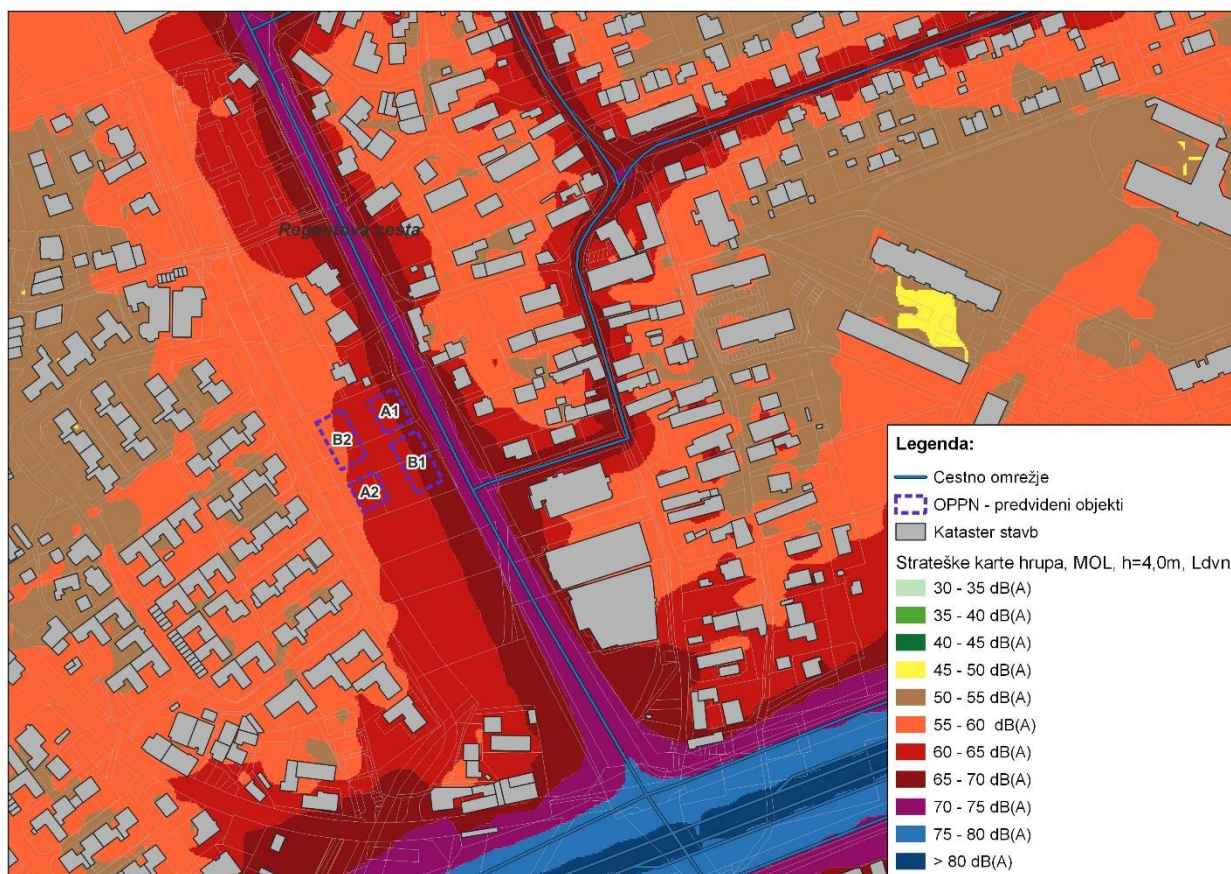 Regentova cesta
A1
B2
B1
A2
Legenda:
Cestno omrežje
OPPN - predvideni objekti
Kataster stavb
Strateške karte hrupa, MOL, h=4,0m, Ldvn
30 - 35 dB(A)
35 - 40 dB(A)
40 - 45 dB(A)
45 - 50 dB(A)
50 - 55 dB(A)
55 - 60 dB(A)
60 - 65 dB(A)
65 - 70 dB(A)
70 - 75 dB(A)
75 - 80 dB(A)
> 80 dB(A)